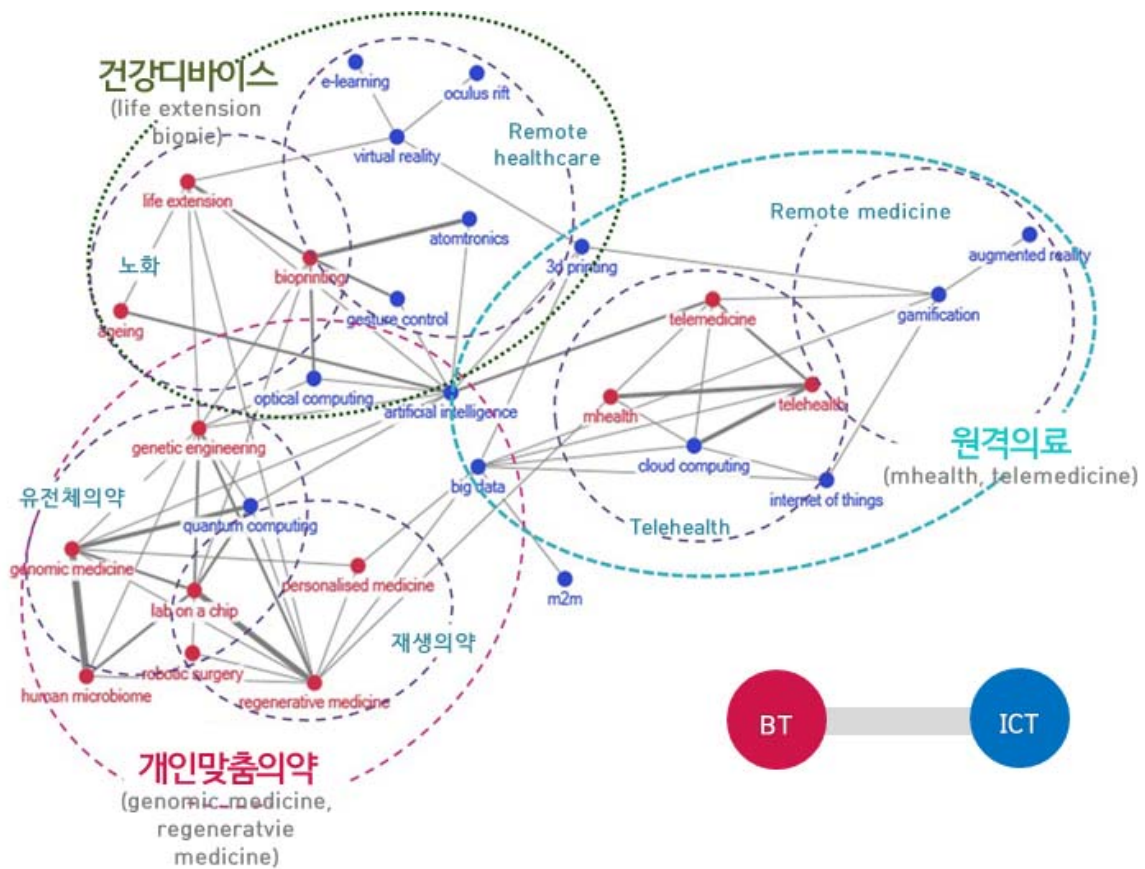 건강디바이스
(life extension
bionic)
e-learning
oculus rift
virtual reality
Remote
healthcare
life extension
atomtronics
노화
bioprinting
3d printing
ageing
gesture control
optical computing
artificial intelligence
Remote medicine
augmented reality
telemedicine
gamification
mhealth
telehealth
cloud computing
internet of things
big data
Telehealth
m2m
원격의료
(mhealth, telemedicine)
genetic engineering
유전체의약
quantum computing
genomic medicine
personalised medicine
lab on a chip
재생의약
robotic surgery
human microbiome
regenerative medicine
개인맞춤의약
(genomic medicine,
regeneratvie
medicine)
BT
ICT